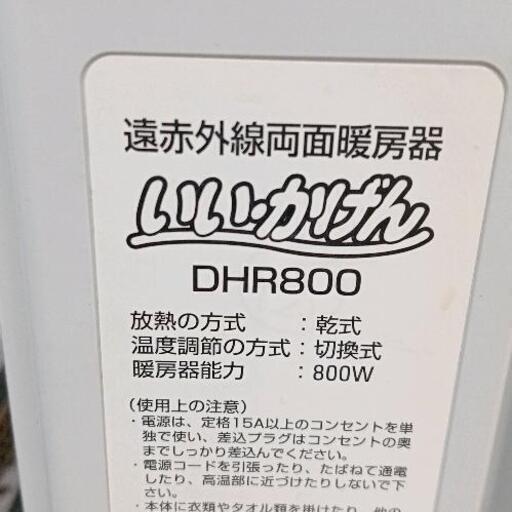 遠赤外線両面暖房器
いい・かげん
DHR800
放熱の方式 : 乾式
温度調節の方式 : 切換式
暖房器能力 : 800W
(使用上の注意)
・電源は、定格15A以上のコンセントを単
独で使い、差込プラグはコンセントの奥
までしっかり差込んでください。
・電源コードを引張ったり、たばねて通電
したり、高温部に近づけたりしないで下
さい。
・本体に衣類やタオル類を掛けたり、他の